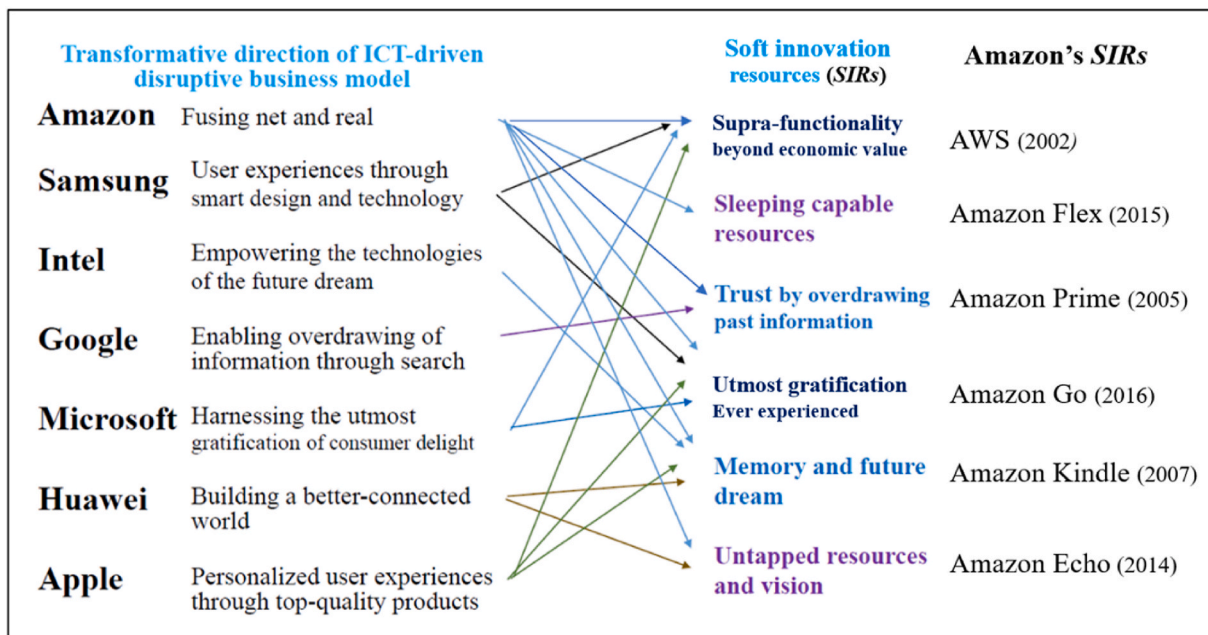 Transformative direction of ICT-driven
disruptive business model
Soft innovation
resources (SIRs)
Amazon's SIRs
Amazon Fusing net and real
Supra-functionality
beyond economic value
AWS (2002)
Samsung User experiences through
smart design and technology
Sleeping capable
resources
Amazon Flex (2015)
Intel Empowering the technologies
of the future dream
Trust by overdrawing
past information
Amazon Prime (2005)
Google Enabling overdrawing of
information through search
Utmost gratification
Ever experienced
Amazon Go (2016)
Microsoft Harnessing the utmost
gratification of consumer delight
Memory and future
dream
Amazon Kindle (2007)
Huawei Building a better-connected
world
Untapped resources
and vision
Amazon Echo (2014)
Apple Personalized user experiences
through top-quality products